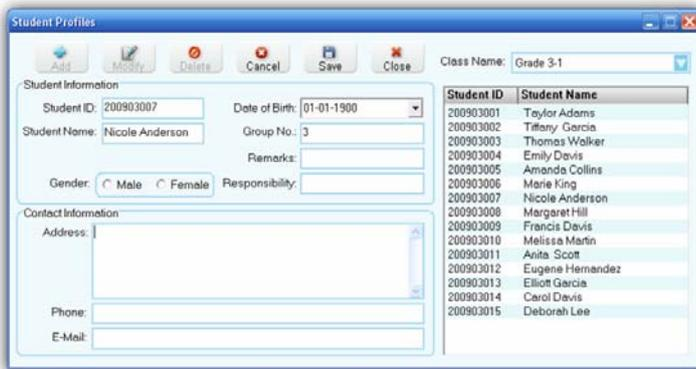 Student Profiles
Add Modify Delete Cancel Save Close
Class Name: Grade 3-1
Student Information
Student ID: 200903007 Date of Birth: 01-01-1900
Student Name: Nicole Anderson Group No.: 3
Remarks:
Gender: Male Female Responsibility:
Contact Information
Address:
Phone:
E-Mail:
Student ID Student Name
200903001 Taylor Adams
200903002 Tiffany Garcia
200903003 Thomas Walker
200903004 Emily Davis
200903005 Amanda Collins
200903006 Marie King
200903007 Nicole Anderson
200903008 Margaret Hill
200903009 Francis Davis
200903010 Melissa Martin
200903011 Anita Scott
200903012 Eugene Hernandez
200903013 Elliott Garcia
200903014 Carol Davis
200903015 Deborah Lee